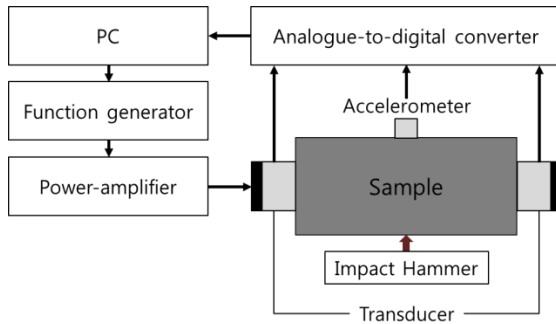 PC
Analogue-to-digital converter
Function generator
Accelerometer
Power-amplifier
Sample
Impact Hammer
Transducer